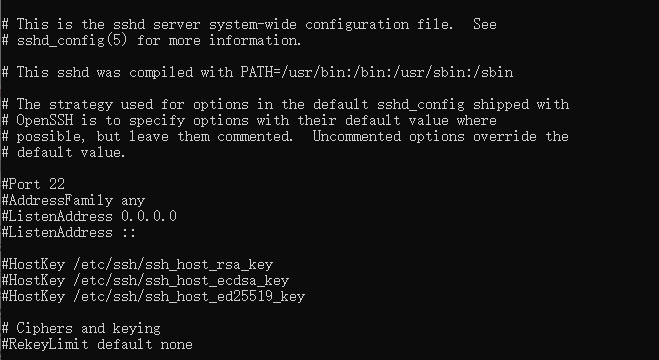 # This is the sshd server system-wide configuration file.  See
# sshd_config(5) for more information.
# This sshd was compiled with PATH=/usr/bin:/bin:/usr/sbin:/sbin
# The strategy used for options in the default sshd_config shipped with
# OpenSSH is to specify options with their default value where
# possible, but leave them commented.  Uncommented options override the
# default value.
#Port 22
#AddressFamily any
#ListenAddress 0.0.0.0
#ListenAddress ::
#HostKey /etc/ssh/ssh_host_rsa_key
#HostKey /etc/ssh/ssh_host_ecdsa_key
#HostKey /etc/ssh/ssh_host_ed25519_key
# Ciphers and keying
#RekeyLimit default none